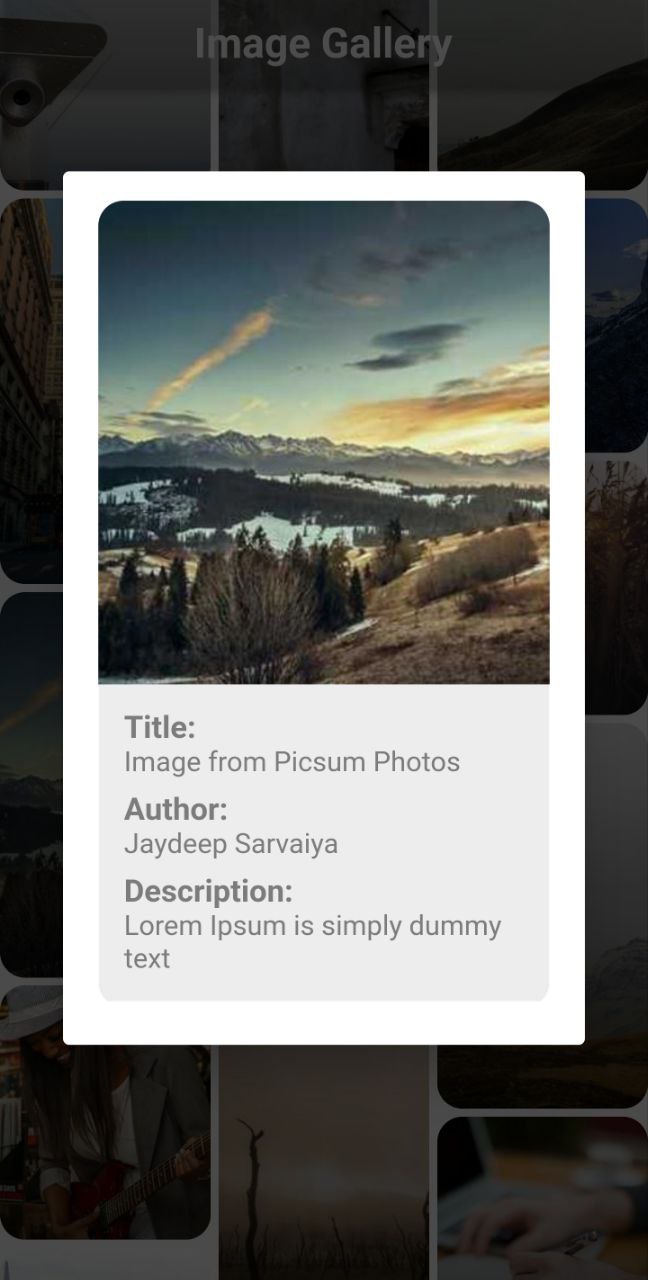 Image Gallery
Title:
Image from Picsum Photos
Author:
Jaydeep Sarvaiya
Description:
Lorem Ipsum is simply dummy
text